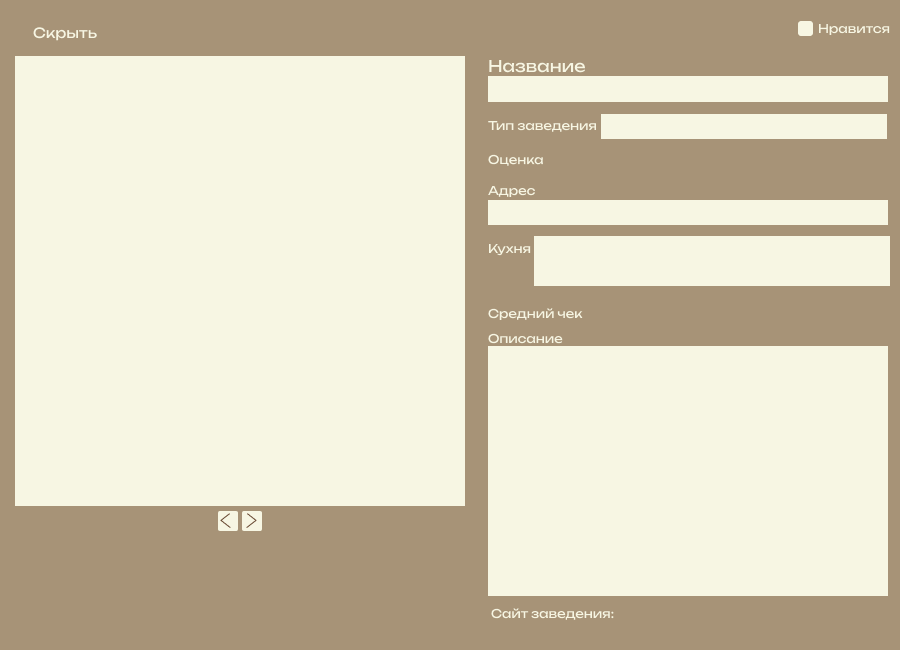 Скрыть
Нравится
Название
Тип заведения
Оценка
Адрес
Кухня
Средний чек
Описание
Сайт заведения: